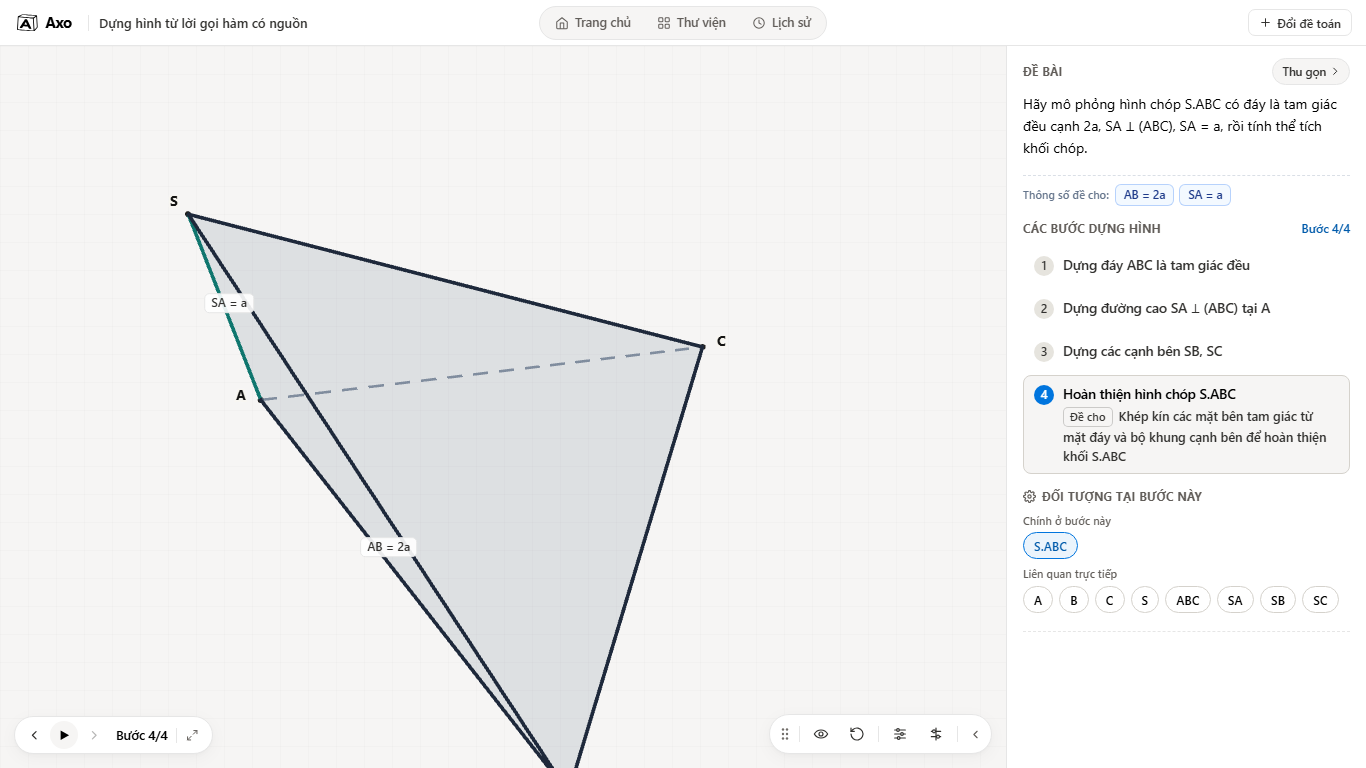 Axo
Dựng hình từ lời gọi hàm có nguồn
Trang chủ
Thư viện
Lịch sử
Đổi đề toán
S
SA = a
A
C
AB = 2a
Bước 4/4
ĐỀ BÀI
Thu gọn
Hãy mô phỏng hình chóp S.ABC có đáy là tam giác
đều cạnh 2a, SA ⊥ (ABC), SA = a, rồi tính thể tích
khối chóp.
Thông số đề cho: AB = 2a SA = a
CÁC BƯỚC DỰNG HÌNH Bước 4/4
1 Dựng đáy ABC là tam giác đều
2 Dựng đường cao SA ⊥ (ABC) tại A
3 Dựng các cạnh bên SB, SC
4 Hoàn thiện hình chóp S.ABC
Đề cho Khép kín các mặt bên tam giác từ
mặt đáy và bộ khung cạnh bên để hoàn thiện
khối S.ABC
ĐỐI TƯỢNG TẠI BƯỚC NÀY
Chính ở bước này
S.ABC
Liên quan trực tiếp
A B C S ABC SA SB SC